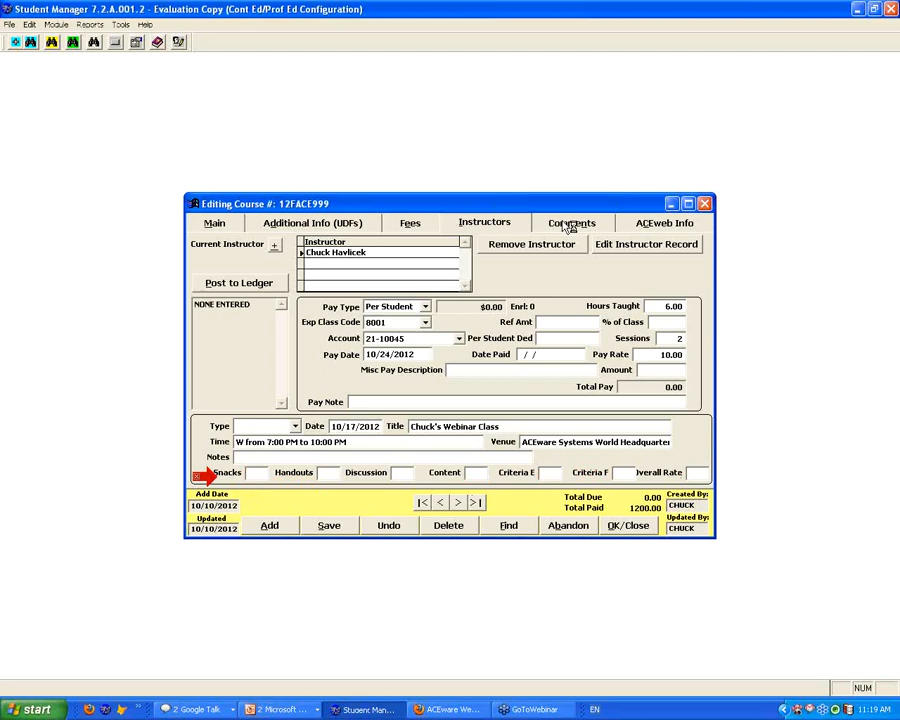 Student Manager 7.2.A.001.2 - Evaluation Copy (Cont Ed/Prof Ed Configuration)
File Edit Module Reports Tools Help
Editing Course #: 12FACE999
Main Additional Info (UDFs) Fees Instructors Comments ACEweb Info
Current Instructor + Instructor Remove Instructor Edit Instructor Record
Chuck Havlicek
Post to Ledger
NONE ENTERED
Pay Type Per Student $0.00 Enrl: 0 Hours Taught 6.00
Exp Class Code 8001 Ref Amt % of Class
Account 21-10045 Per Student Ded Sessions 2
Pay Date 10/24/2012 Date Paid / / Pay Rate 10.00
Misc Pay Description Amount
Total Pay 0.00
Pay Note
Type Date 10/17/2012 Title Chuck's Webinar Class
Time W from 7:00 PM to 10:00 PM Venue ACEware Systems World Headquarter
Notes
Snacks Handouts Discussion Content Criteria E Criteria F Overall Rate
Add Date 10/10/2012 |< < > >| Total Due 0.00 Created By: CHUCK
Total Paid 1200.00
Updated 10/10/2012 Add Save Undo Delete Find Abandon OK/Close Updated By: CHUCK
NUM
start 2 Google Talk 2 Microsoft ... Student Man... ACEware We... GoToWebinar EN 11:19 AM